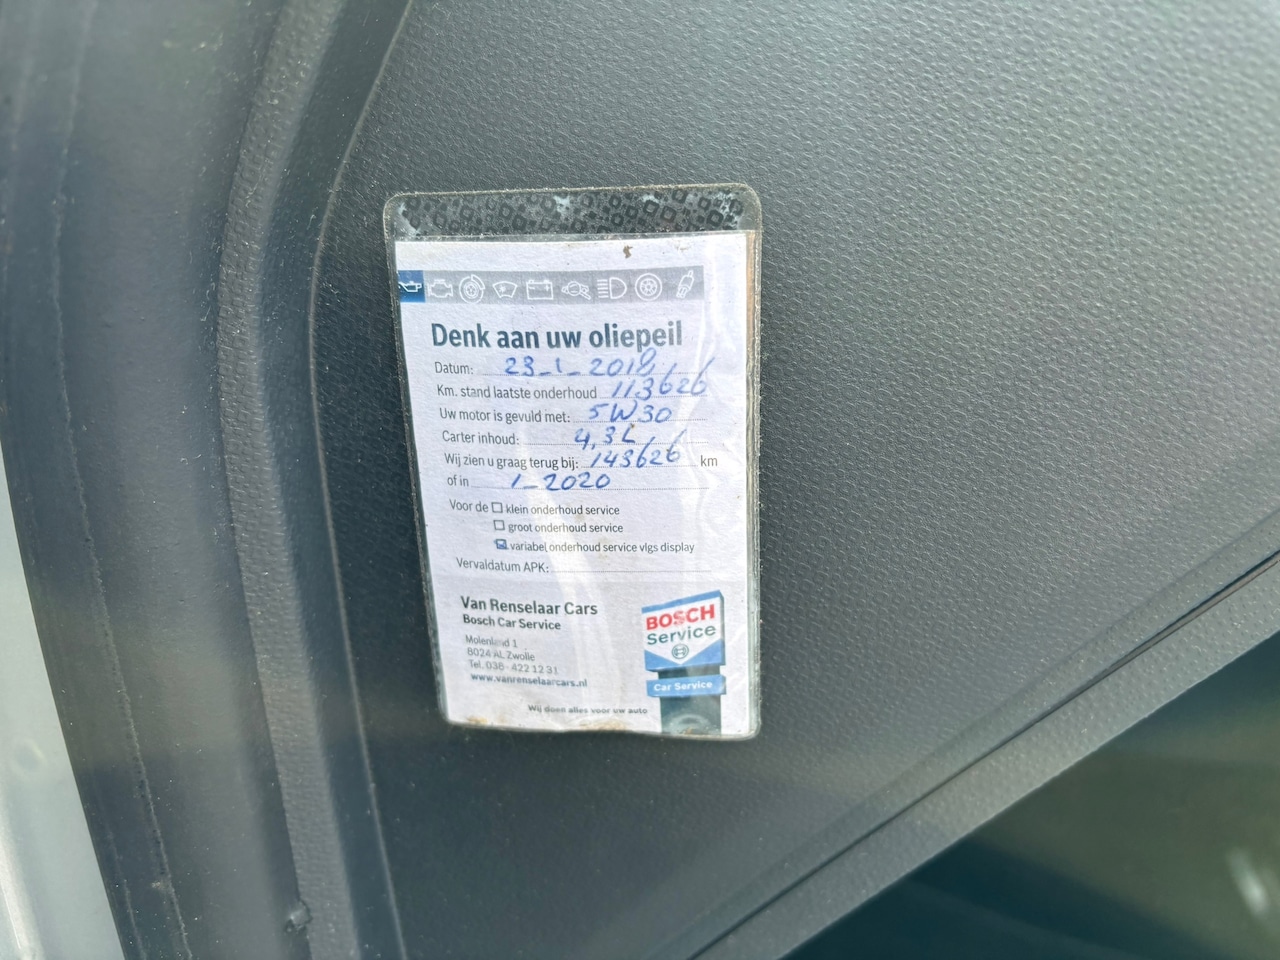 Denk aan uw oliepeil
Datum: 23-1-2018
Km. stand laatste onderhoud 113626
Uw motor is gevuld met: 5W30
Carter inhoud: 4,3L
Wij zien u graag terug bij: 143626 km
of in 1-2020
Voor de klein onderhoud service
groot onderhoud service
variabel onderhoud service vlgs display
Vervaldatum APK:
Van Renselaar Cars
Bosch Car Service
Molenland 1
8024 AL Zwolle
Tel. 038-422 12 31
www.vanrenselaarcars.nl
BOSCH
Service
Car Service
Wij doen alles voor uw auto